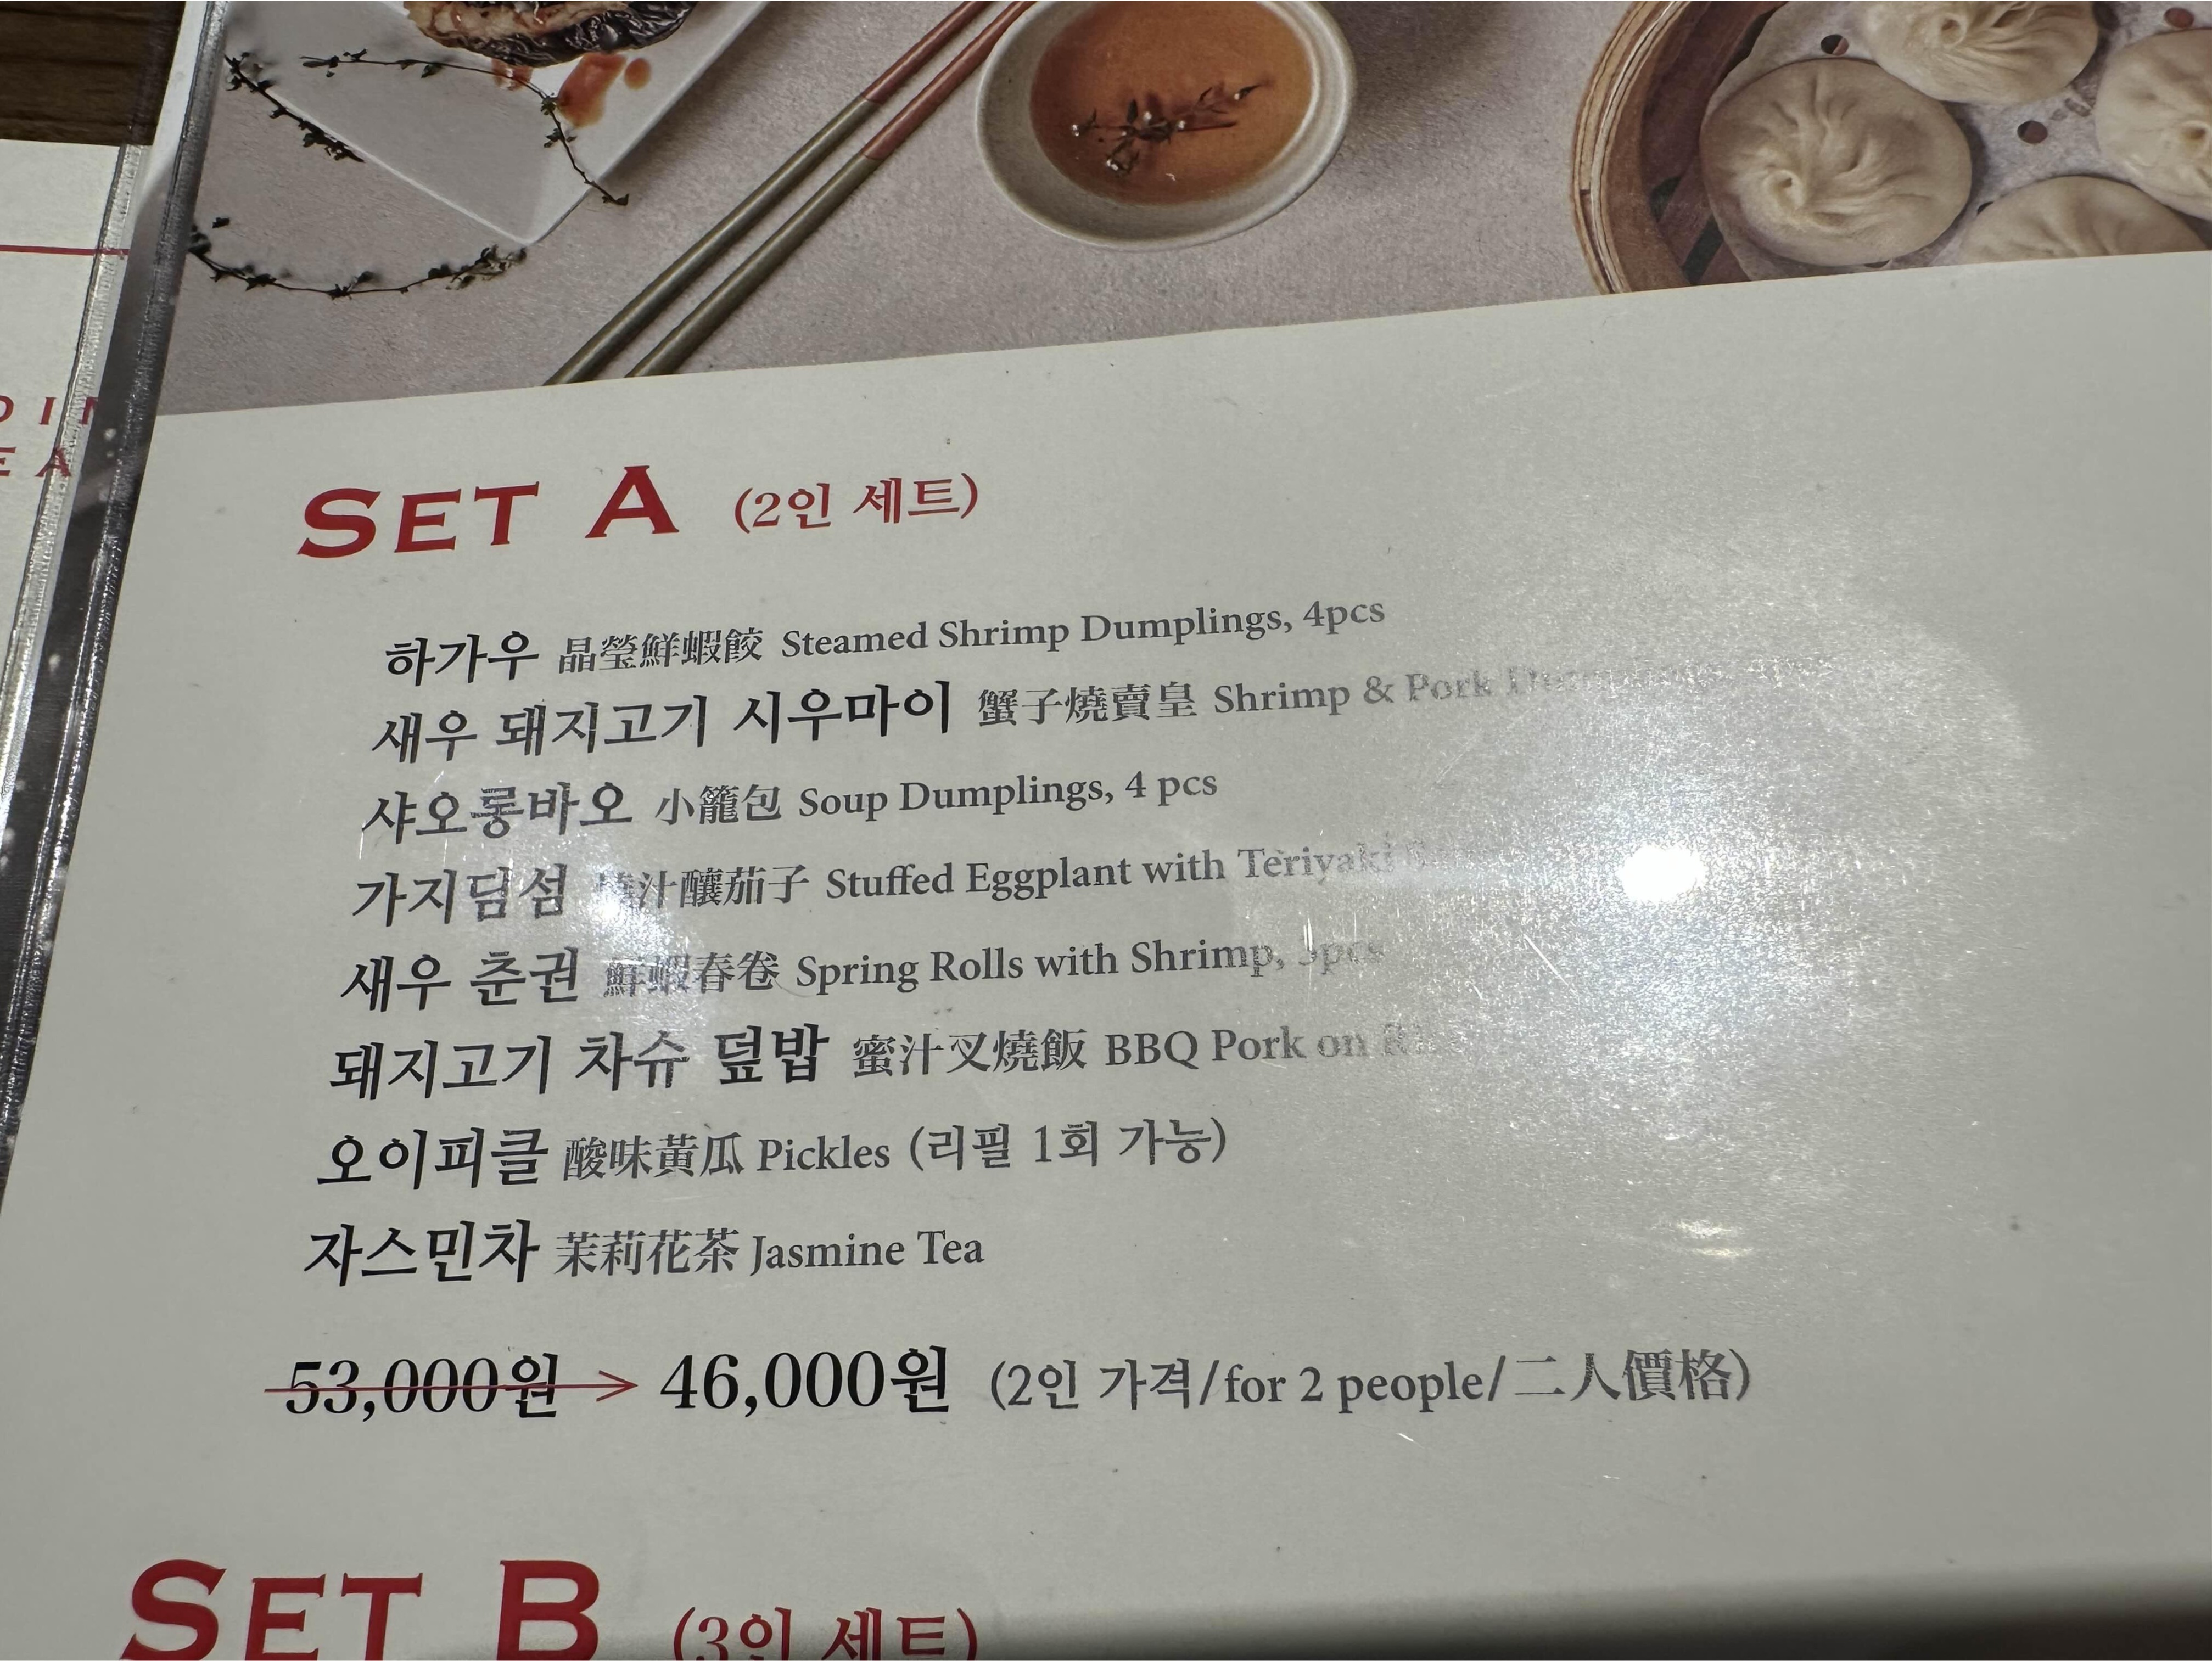 SET A (2인 세트)
하가우 晶瑩鮮蝦餃 Steamed Shrimp Dumplings, 4pcs
새우 돼지고기 시우마이 蟹子燒賣皇 Shrimp & Pork
샤오롱바오 小籠包 Soup Dumplings, 4 pcs
가지딤섬 汁釀茄子 Stuffed Eggplant with Teriyaki
새우 춘권 鮮蝦春卷 Spring Rolls with Shrimp, 3pcs
돼지고기 차슈 덮밥 蜜汁叉燒飯 BBQ Pork on
오이피클 酸味黃瓜 Pickles (리필 1회 가능)
자스민차 茉莉花茶 Jasmine Tea
53,000원 → 46,000원 (2인 가격/for 2 people/二人價格)
SET B (3인 세트)